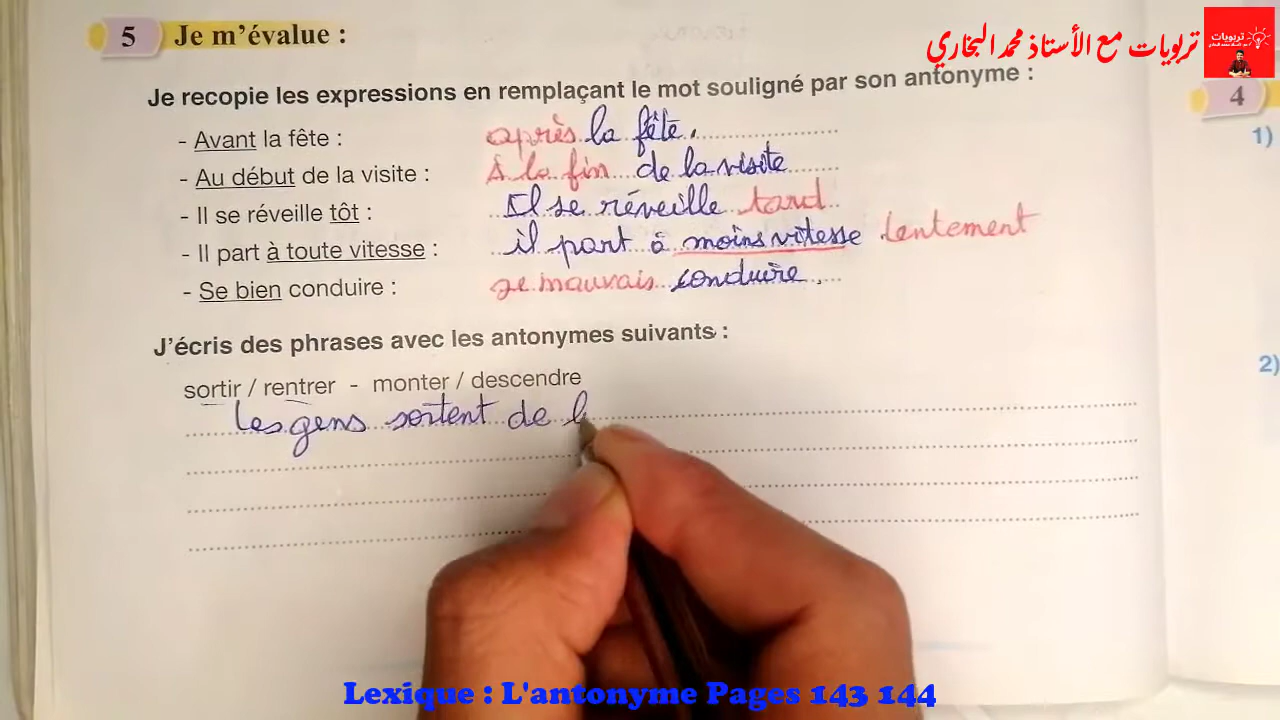 5 Je m'évalue :
تربويات مع الأستاذ محمد البخاري
تربويات
Je recopie les expressions en remplaçant le mot souligné par son antonyme :
- Avant la fête : après la fête.
- Au début de la visite : À la fin de la visite
- Il se réveille tôt : Il se réveille tard
- Il part à toute vitesse : il part à moins vitesse lentement
- Se bien conduire : se mauvais conduire.
J'écris des phrases avec les antonymes suivants :
sortir / rentrer - monter / descendre
Les gens sortent de l
4
1)
2)
Lexique : L'antonyme Pages 143 144